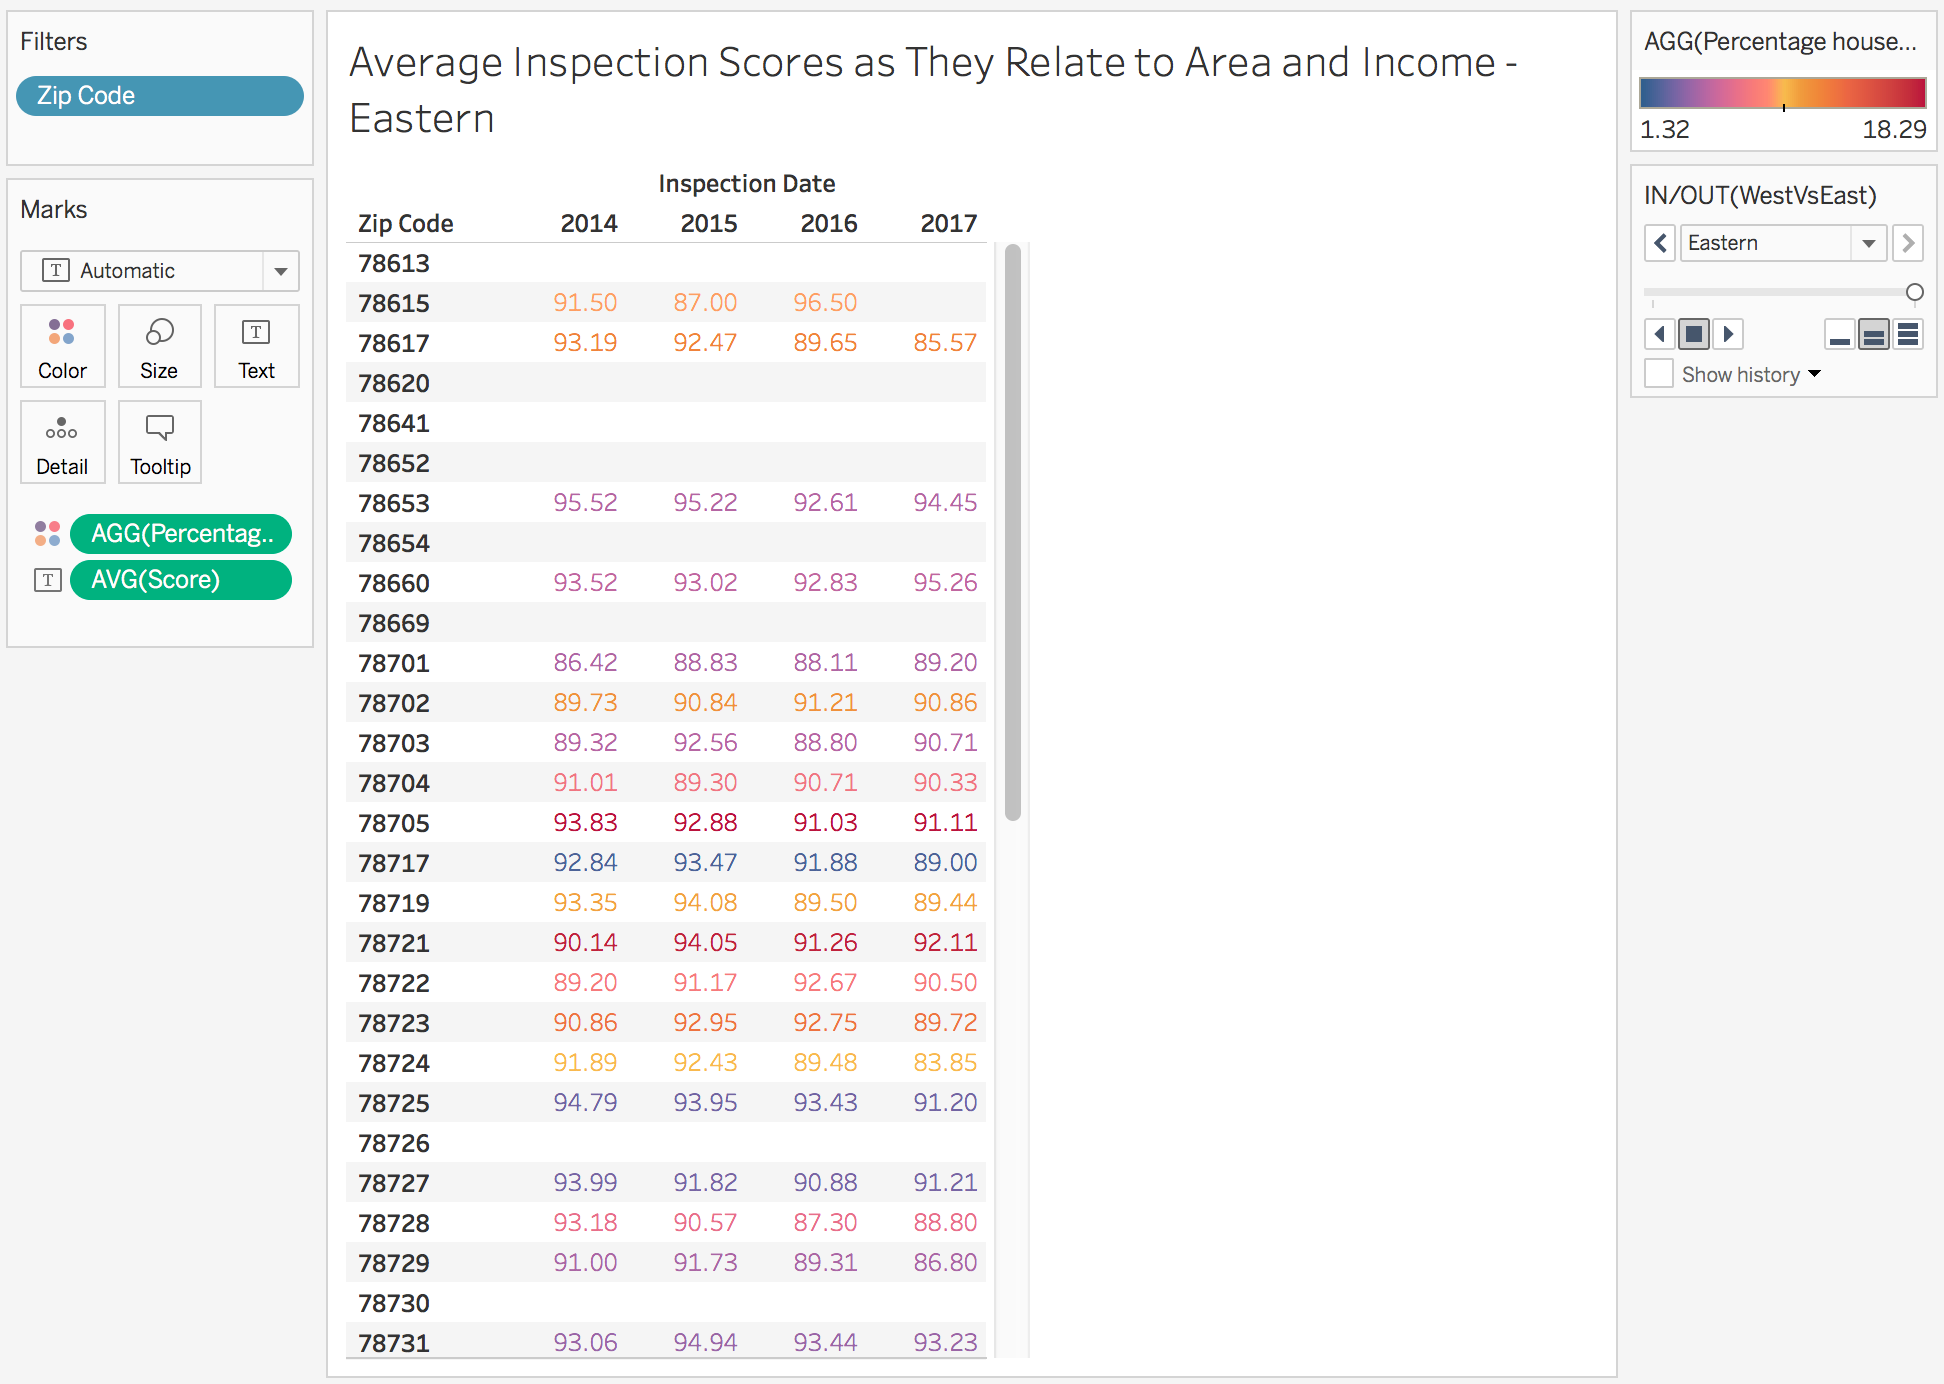 Filters
Zip Code
Marks
T Automatic
Color Size T Text
Detail Tooltip
AGG(Percentag..
T AVG(Score)
Average Inspection Scores as They Relate to Area and Income -
Eastern
Inspection Date
Zip Code 2014 2015 2016 2017
78613
78615 91.50 87.00 96.50
78617 93.19 92.47 89.65 85.57
78620
78641
78652
78653 95.52 95.22 92.61 94.45
78654
78660 93.52 93.02 92.83 95.26
78669
78701 86.42 88.83 88.11 89.20
78702 89.73 90.84 91.21 90.86
78703 89.32 92.56 88.80 90.71
78704 91.01 89.30 90.71 90.33
78705 93.83 92.88 91.03 91.11
78717 92.84 93.47 91.88 89.00
78719 93.35 94.08 89.50 89.44
78721 90.14 94.05 91.26 92.11
78722 89.20 91.17 92.67 90.50
78723 90.86 92.95 92.75 89.72
78724 91.89 92.43 89.48 83.85
78725 94.79 93.95 93.43 91.20
78726
78727 93.99 91.82 90.88 91.21
78728 93.18 90.57 87.30 88.80
78729 91.00 91.73 89.31 86.80
78730
78731 93.06 94.94 93.44 93.23
AGG(Percentage house...
1.32 18.29
IN/OUT(WestVsEast)
Eastern
Show history